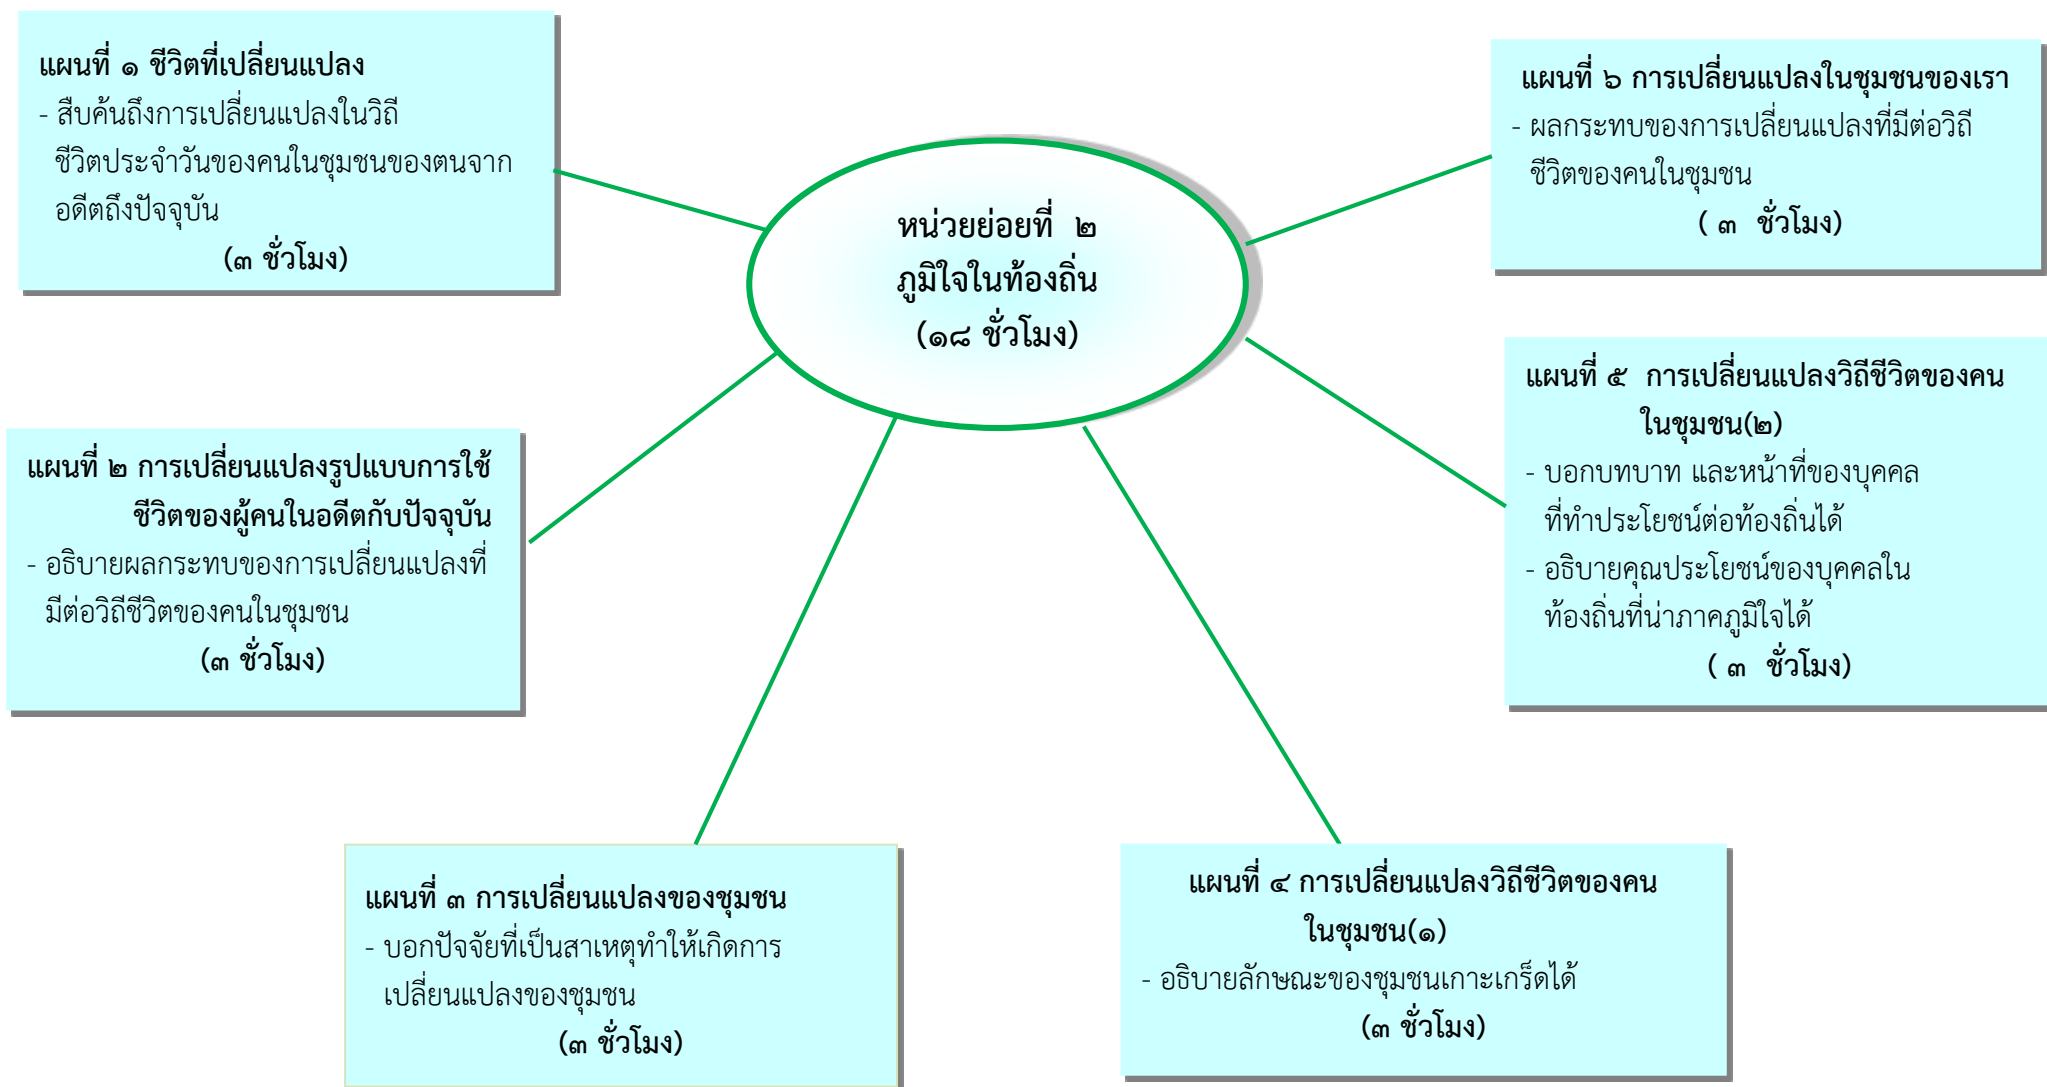 แผนที่ ๑ ชีวิตที่เปลี่ยนแปลง
- สืบค้นถึงการเปลี่ยนแปลงในวิถี
ชีวิตประจำวันของคนในชุมชนของตนจาก
อดีตถึงปัจจุบัน
(๓ ชั่วโมง)
หน่วยย่อยที่ ๒
ภูมิใจในท้องถิ่น
(๑๘ ชั่วโมง)
แผนที่ ๖ การเปลี่ยนแปลงในชุมชนของเรา
- ผลกระทบของการเปลี่ยนแปลงที่มีต่อวิถี
ชีวิตของคนในชุมชน
( ๓ ชั่วโมง)
แผนที่ ๒ การเปลี่ยนแปลงรูปแบบการใช้
ชีวิตของผู้คนในอดีตกับปัจจุบัน
- อธิบายผลกระทบของการเปลี่ยนแปลงที่
มีต่อวิถีชีวิตของคนในชุมชน
(๓ ชั่วโมง)
แผนที่ ๕ การเปลี่ยนแปลงวิถีชีวิตของคน
ในชุมชน(๒)
- บอกบทบาท และหน้าที่ของบุคคล
ที่ทำประโยชน์ต่อท้องถิ่นได้
- อธิบายคุณประโยชน์ของบุคคลใน
ท้องถิ่นที่น่าภาคภูมิใจได้
( ๓ ชั่วโมง)
แผนที่ ๓ การเปลี่ยนแปลงของชุมชน
- บอกปัจจัยที่เป็นสาเหตุทำให้เกิดการ
เปลี่ยนแปลงของชุมชน
(๓ ชั่วโมง)
แผนที่ ๔ การเปลี่ยนแปลงวิถีชีวิตของคน
ในชุมชน(๑)
- อธิบายลักษณะของชุมชนเกาะเกร็ดได้
(๓ ชั่วโมง)